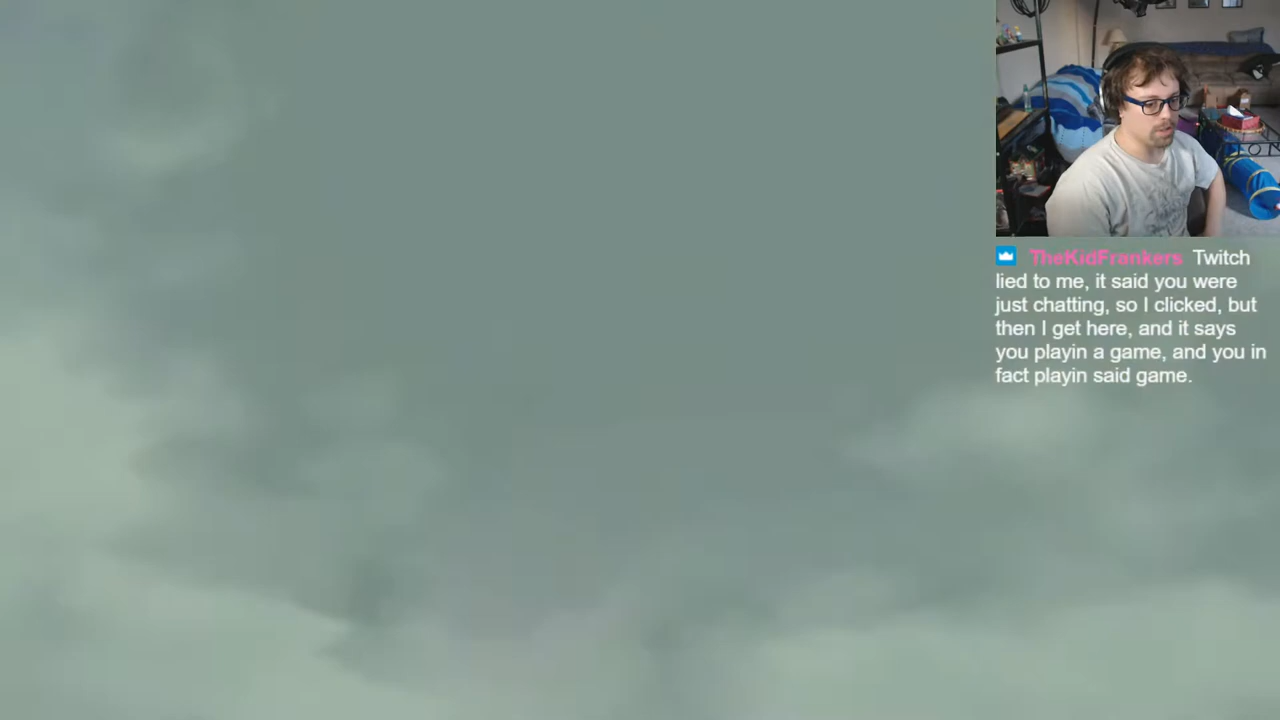 TheKidFrankers Twitch
lied to me, it said you were
just chatting, so I clicked, but
then I get here, and it says
you playin a game, and you in
fact playin said game.